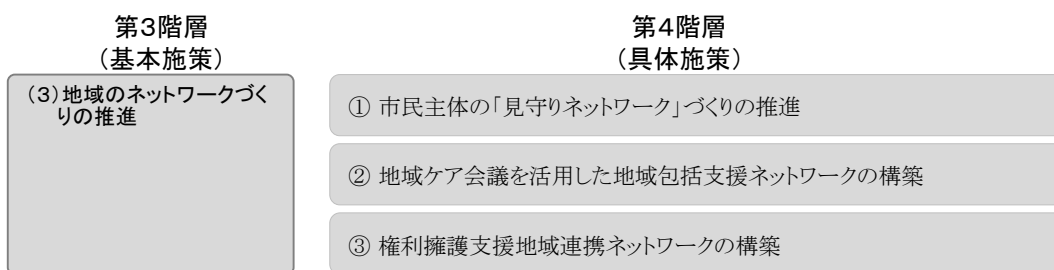 第3階層
（基本施策）
第4階層
（具体施策）
（3）地域のネットワークづく
りの推進
① 市民主体の「見守りネットワーク」づくりの推進
② 地域ケア会議を活用した地域包括支援ネットワークの構築
③ 権利擁護支援地域連携ネットワークの構築